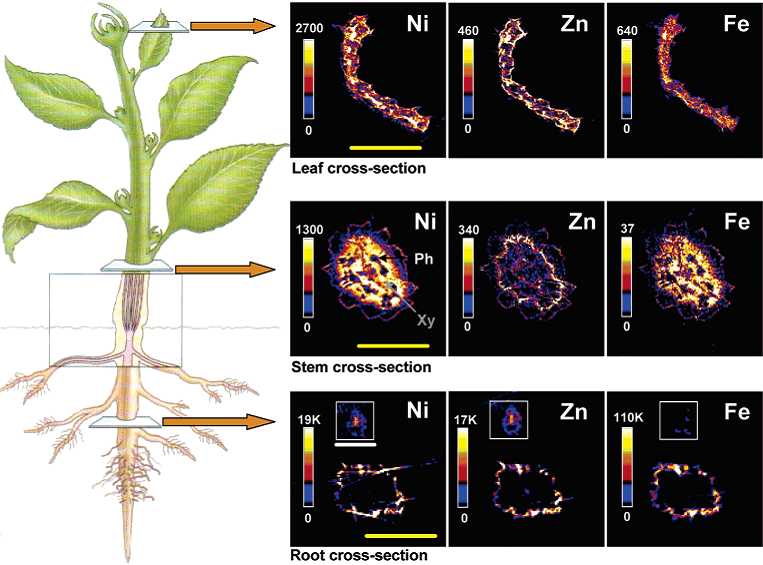 Ni Zn Fe
2700 460 640
0 0 0
Leaf cross-section
Ni Zn Fe
1300 340 37
Ph
Xy
0 0 0
Stem cross-section
Ni Zn Fe
19K 17K 110K
0 0 0
Root cross-section